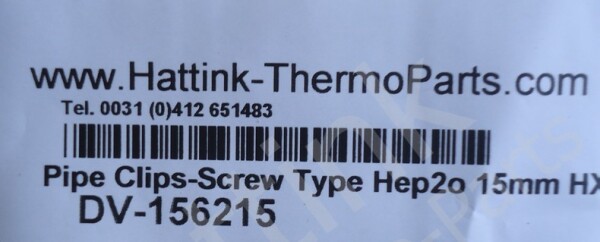 www.Hattink-ThermoParts.com
Tel. 0031 (0)412 651483
Pipe Clips-Screw Type Hep2o 15mm HX
DV-156215